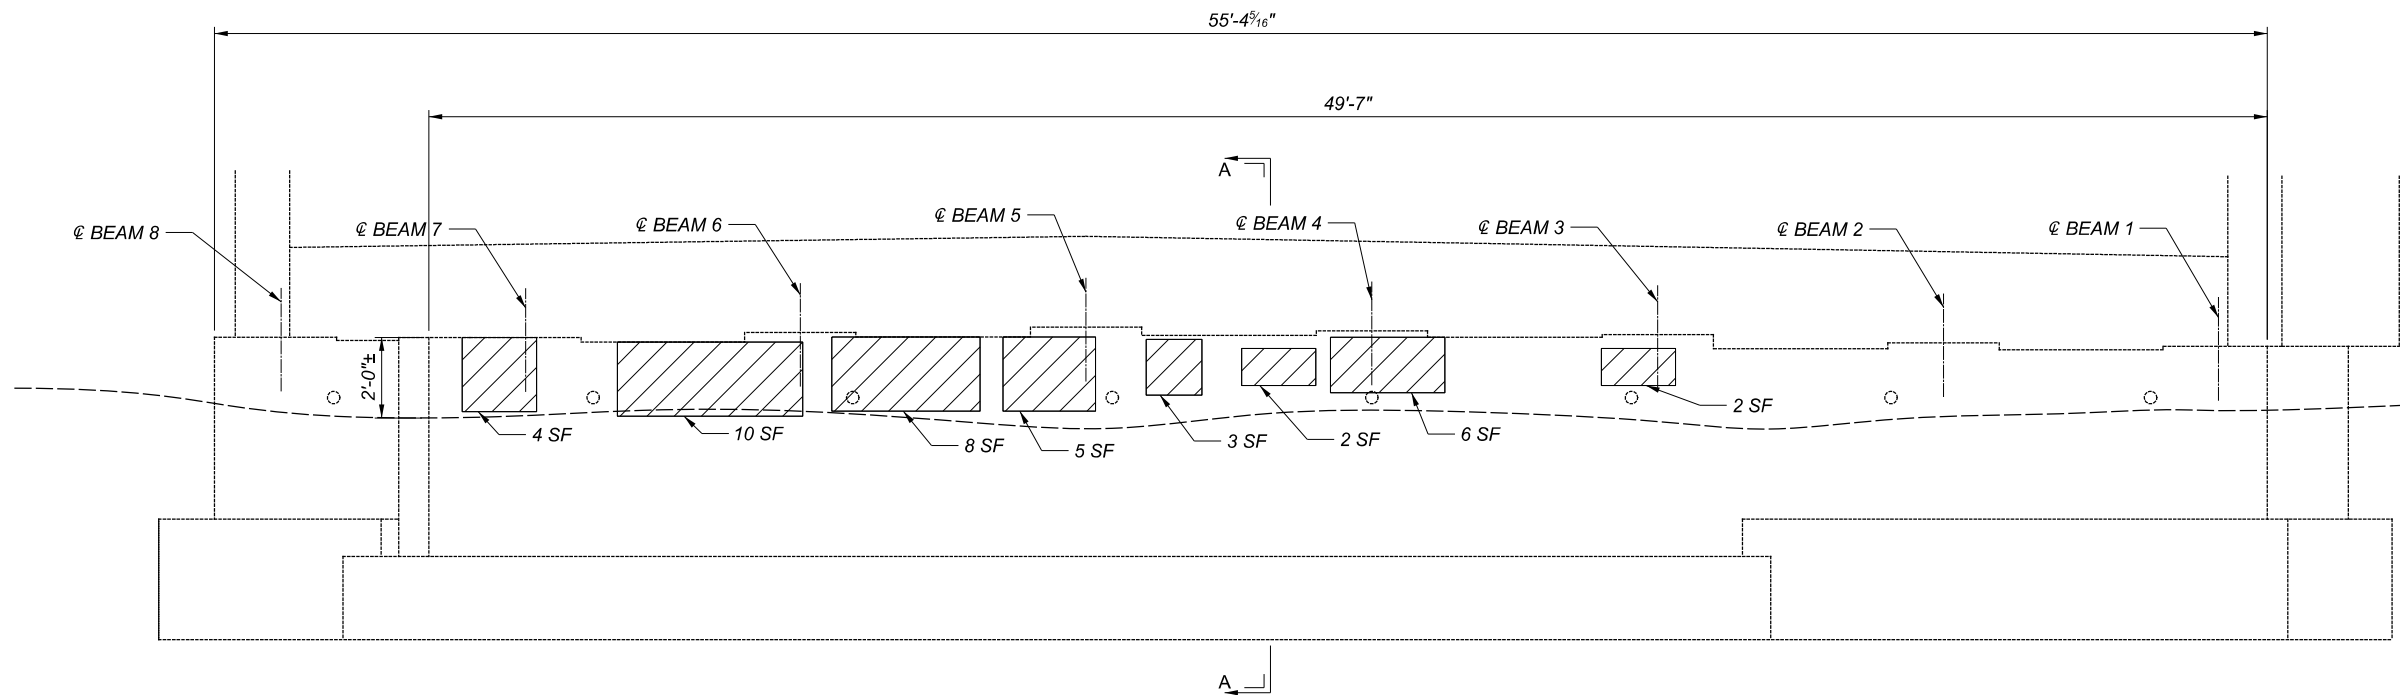 55'-4 5/16"
49'-7"
A
℄ BEAM 8
℄ BEAM 7
℄ BEAM 6
℄ BEAM 5
℄ BEAM 4
℄ BEAM 3
℄ BEAM 2
℄ BEAM 1
2'-0"±
4 SF
10 SF
8 SF
5 SF
3 SF
2 SF
6 SF
2 SF
A